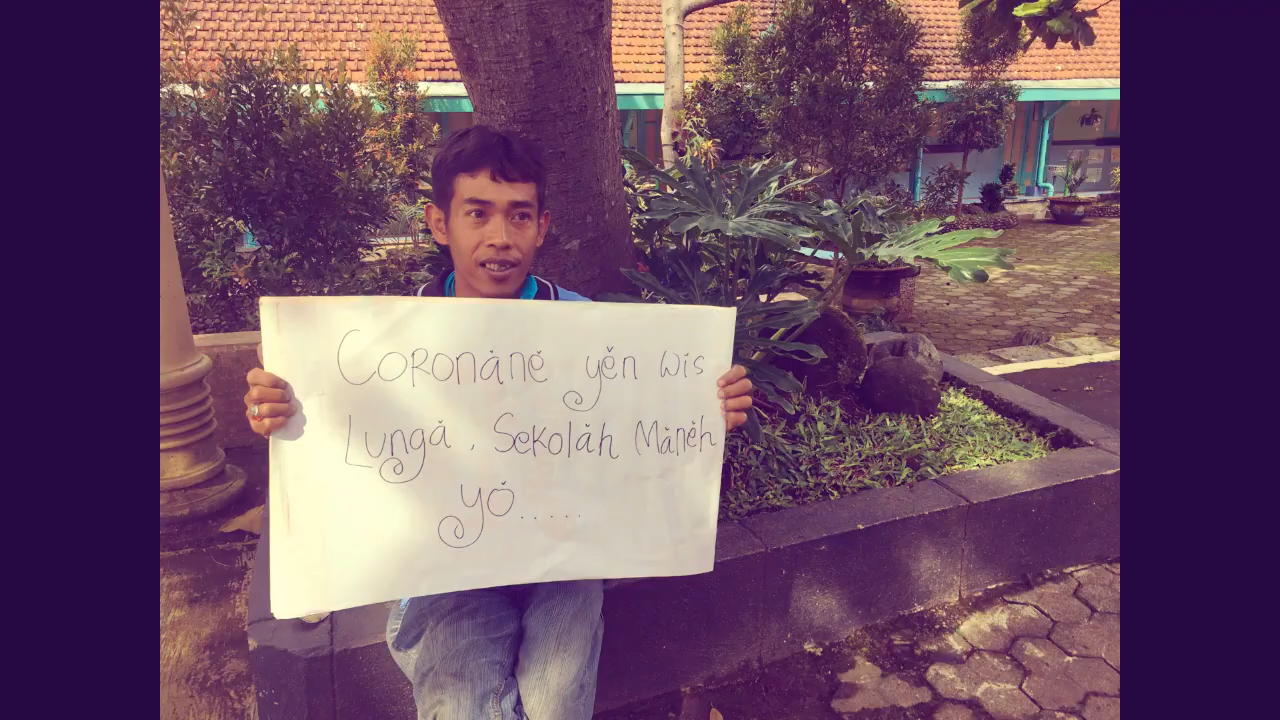 Coronane yen wis
Lunga, Sekolah Maneh
yo.....